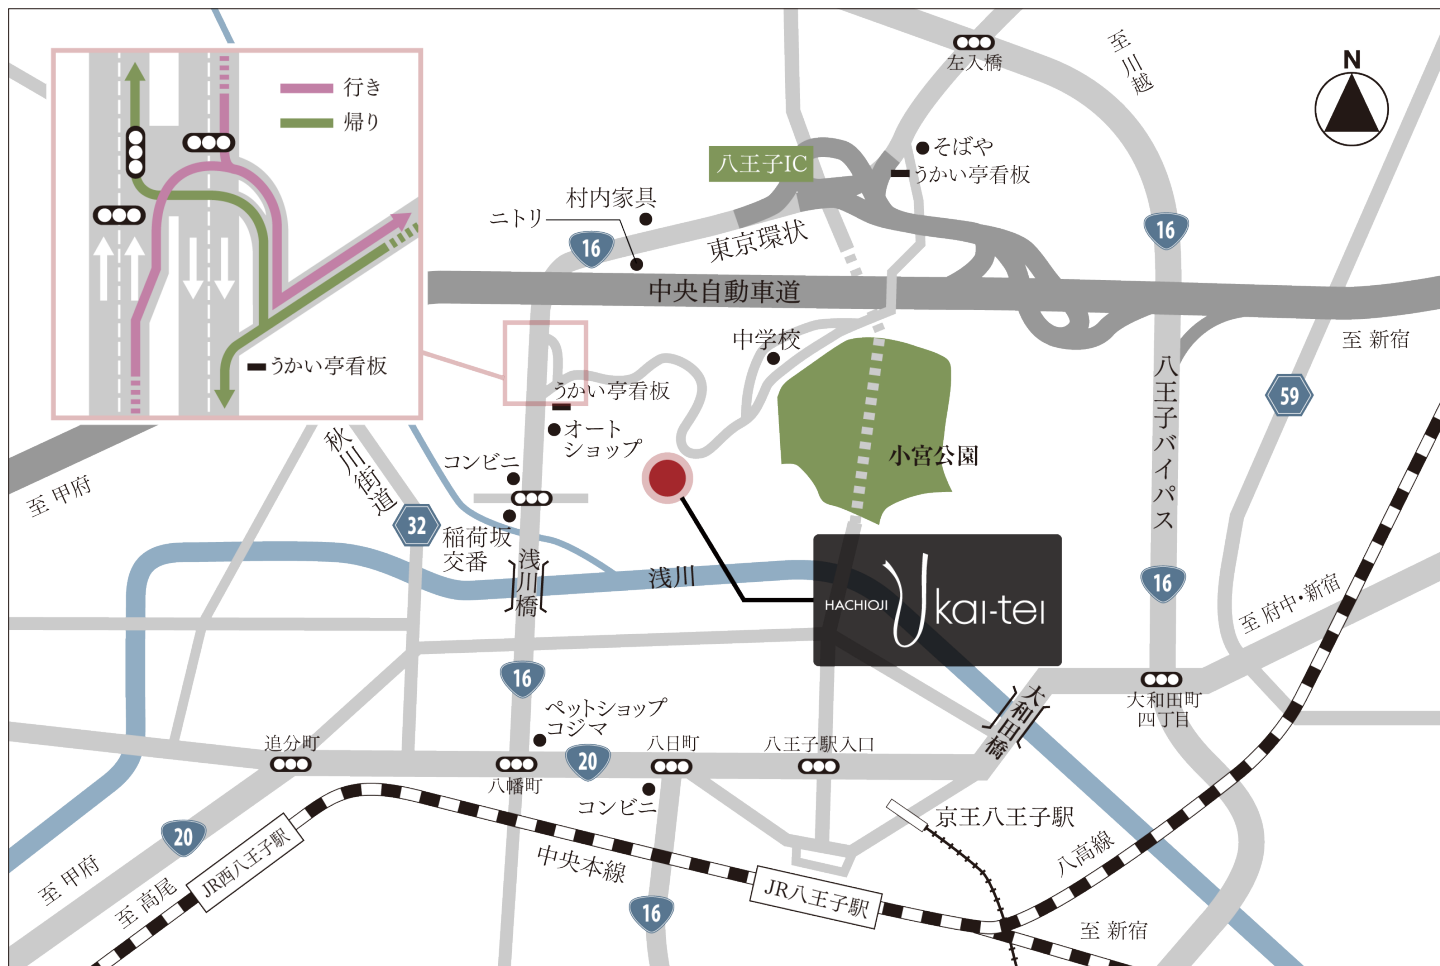 行き
帰り
うかい亭看板
左入橋
至 川越
N
そばや
うかい亭看板
八王子IC
村内家具
ニトリ
16
東京環状
16
中央自動車道
至 新宿
中学校
八王子バイパス
59
うかい亭看板
オート
ショップ
小宮公園
秋川街道
コンビニ
至 甲府
32
稲荷坂
交番
浅川橋
浅川
HACHIOJI Ukai-tei
16
至 府中・新宿
16
大和田町
四丁目
大和田橋
ペットショップ
コジマ
追分町
八幡町
20
八日町
八王子駅入口
コンビニ
京王八王子駅
20
JR西八王子駅
中央本線
八高線
至 甲府
至 高尾
JR八王子駅
16
至 新宿